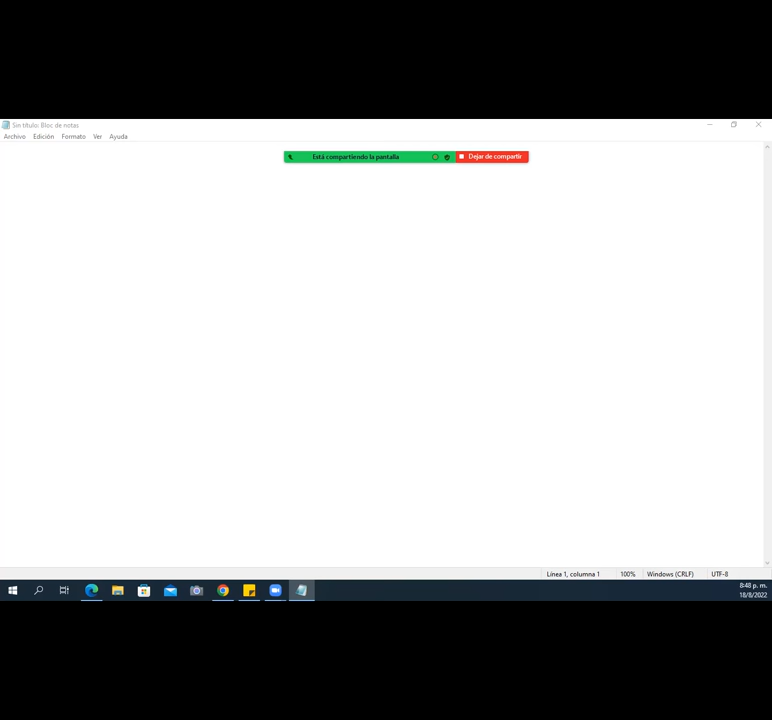 Sin título: Bloc de notas
Archivo Edición Formato Ver Ayuda
Está compartiendo la pantalla Dejar de compartir
Línea 1, columna 1 100% Windows (CRLF) UTF-8
8:48 p. m.
18/8/2022